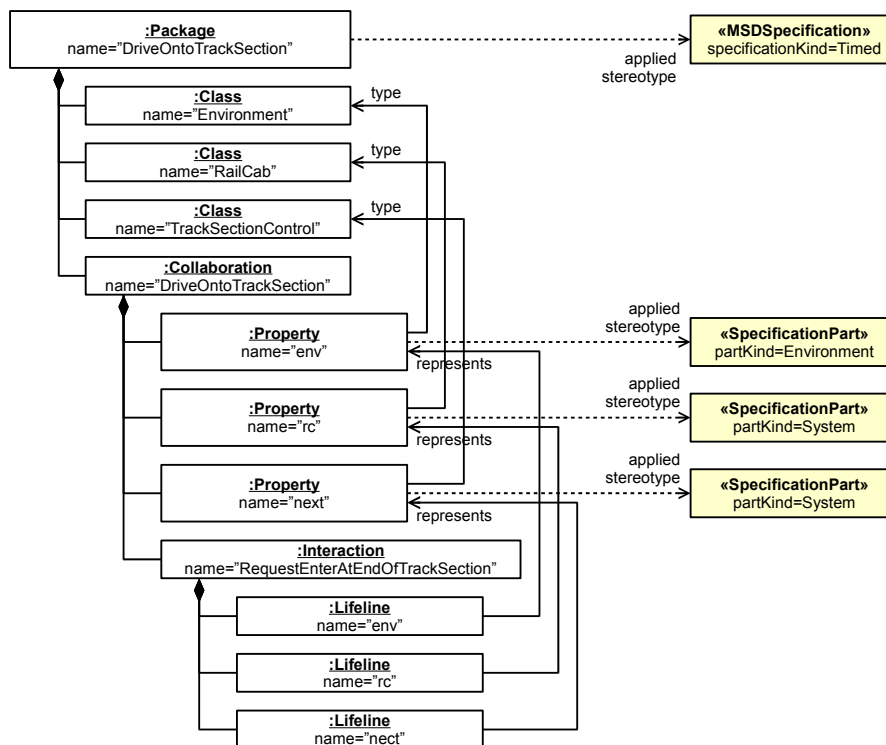 :Package
name=”DriveOntoTrackSection”
applied
stereotype
«MSDSpecification»
specificationKind=Timed
:Class
name=”Environment”
type
:Class
name=”RailCab”
type
:Class
name=”TrackSectionControl”
type
:Collaboration
name=”DriveOntoTrackSection”
:Property
name=”env”
applied
stereotype
«SpecificationPart»
partKind=Environment
represents
:Property
name=”rc”
applied
stereotype
«SpecificationPart»
partKind=System
represents
:Property
name=”next”
applied
stereotype
«SpecificationPart»
partKind=System
represents
:Interaction
name=”RequestEnterAtEndOfTrackSection”
:Lifeline
name=”env”
:Lifeline
name=”rc”
:Lifeline
name=”nect”